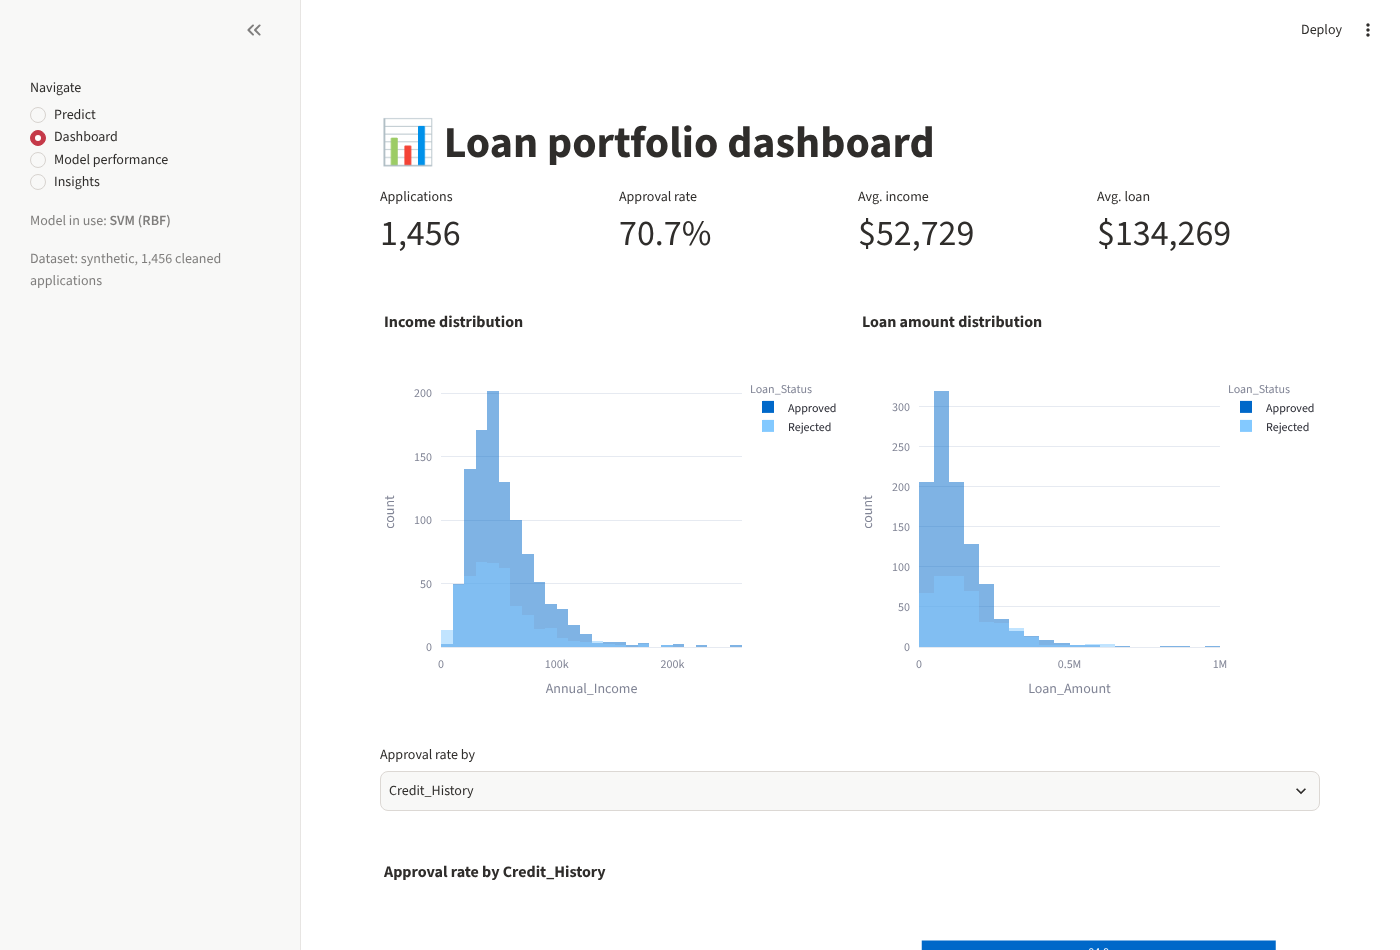 Deploy
Navigate
Predict
Dashboard
Model performance
Insights
Model in use: SVM (RBF)
Dataset: synthetic, 1,456 cleaned
applications
Loan portfolio dashboard
Applications
1,456
Approval rate
70.7%
Avg. income
$52,729
Avg. loan
$134,269
Income distribution
Loan_Status
Approved
Rejected
200
150
100
50
0
count
0 100k 200k
Annual_Income
Loan amount distribution
Loan_Status
Approved
Rejected
300
250
200
150
100
50
0
count
0 0.5M 1M
Loan_Amount
Approval rate by
Credit_History
Approval rate by Credit_History